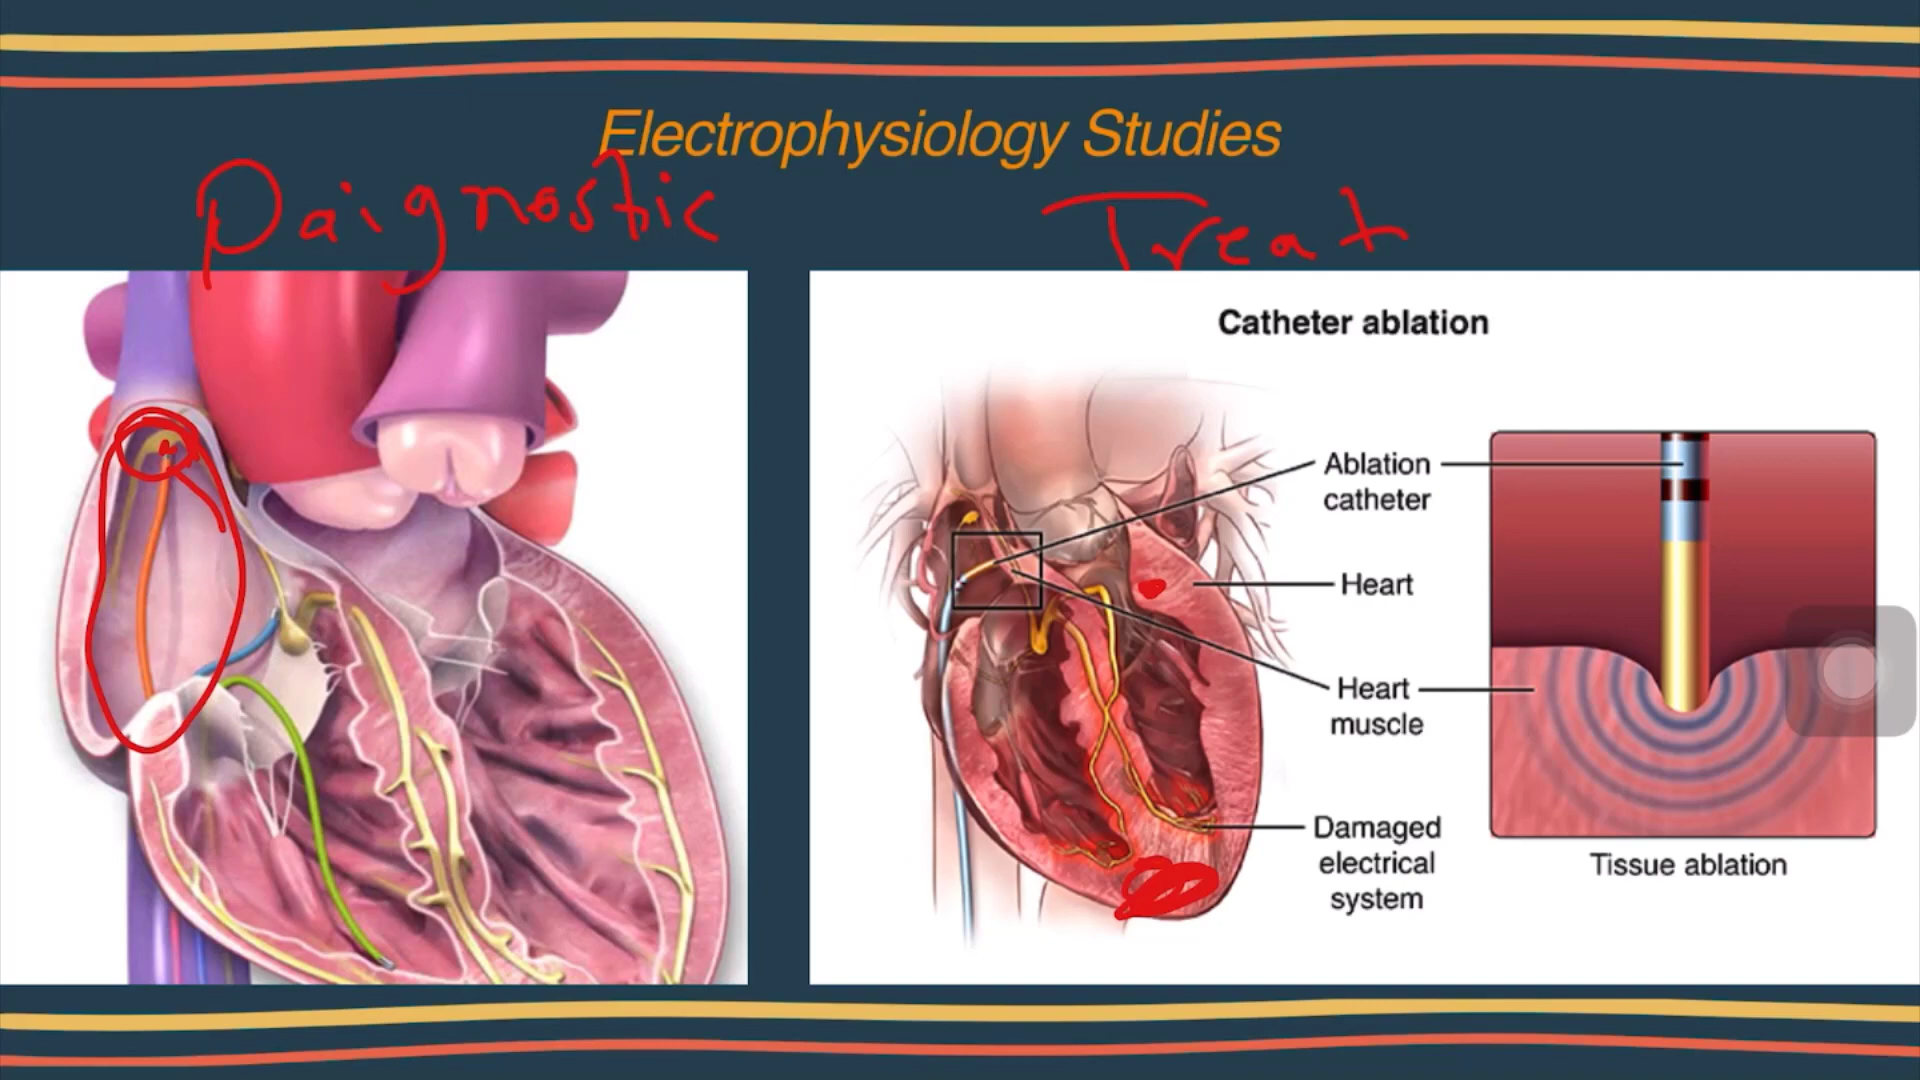 Electrophysiology Studies
Daignostic
Treat
Catheter ablation
Ablation
catheter
Heart
Heart
muscle
Damaged
electrical
system
Tissue ablation